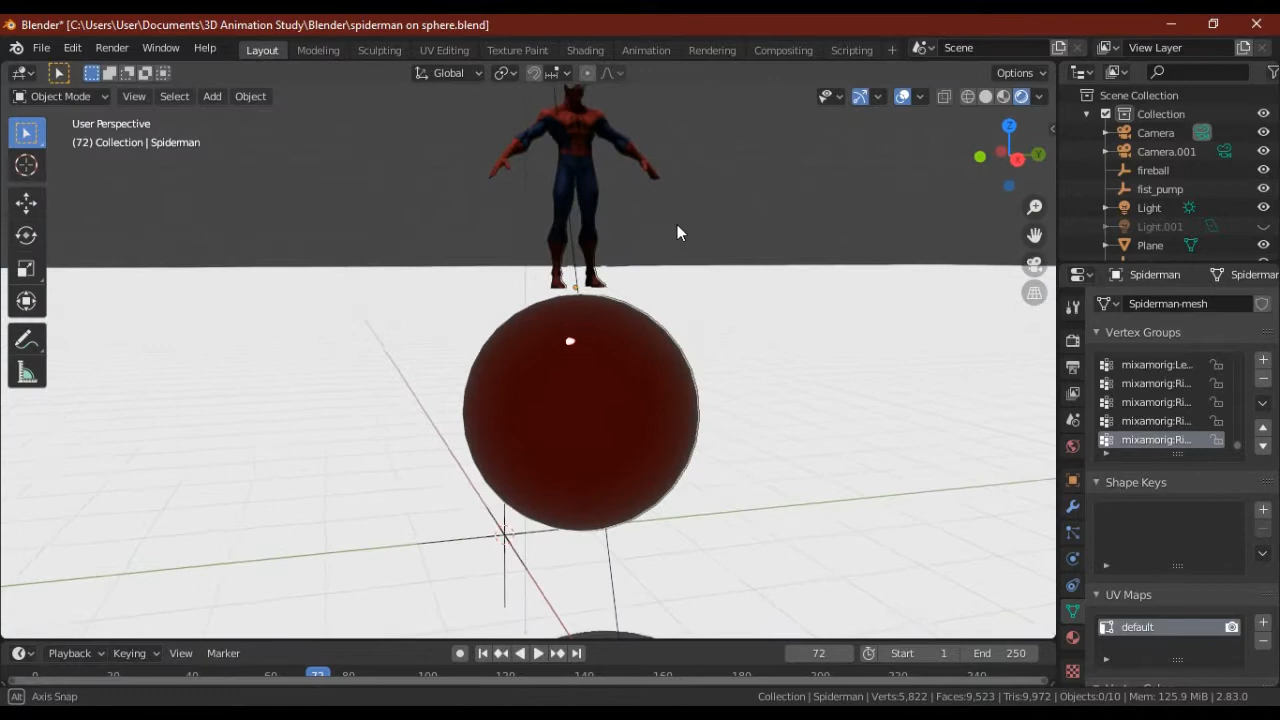 Blender* [C:\Users\User\Documents\3D Animation Study\Blender\spiderman on sphere.blend]
File Edit Render Window Help Layout Modeling Sculpting UV Editing Texture Paint Shading Animation Rendering Compositing Scripting Scene View Layer
Global Options
Object Mode View Select Add Object
Scene Collection
Collection
User Perspective
(72) Collection | Spiderman
Z
Y
X
Camera
Camera.001
fireball
fist_pump
Light
Light.001
Plane
Spiderman Spiderman
Spiderman-mesh
Vertex Groups
mixamorig:Le...
mixamorig:Ri...
mixamorig:Ri...
mixamorig:Ri...
mixamorig:Ri...
Shape Keys
UV Maps
default
Playback Keying View Marker 72 Start 1 End 250
0 20 40 60 72 80 100 120 140 160 180 200 220 240
Alt Axis Snap Collection | Spiderman | Verts:5,822 | Faces:9,523 | Tris:9,972 | Objects:0/10 | Mem: 125.9 MiB | 2.83.0